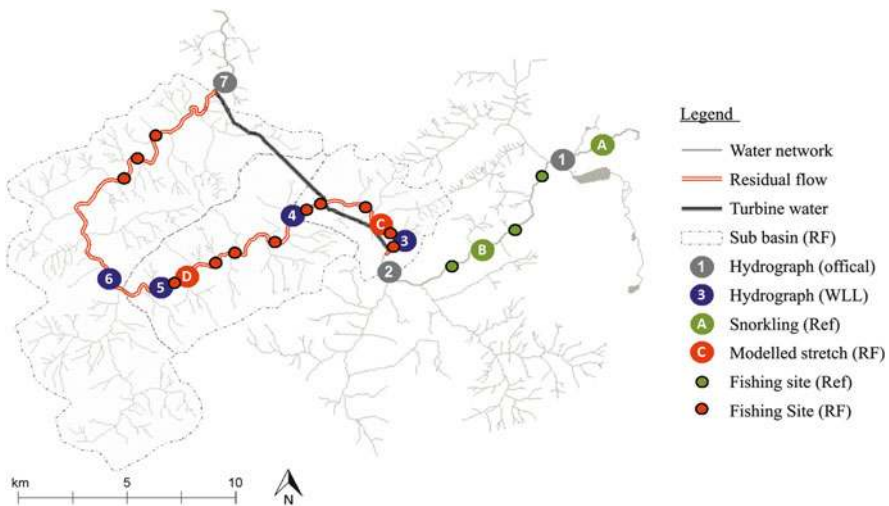 7
A
1
4
C
3
B
2
6
5
D
km
5
10
N
Legend
Water network
Residual flow
Turbine water
Sub basin (RF)
1 Hydrograph (offical)
3 Hydrograph (WLL)
A Snorkling (Ref)
C Modelled stretch (RF)
Fishing site (Ref)
Fishing Site (RF)